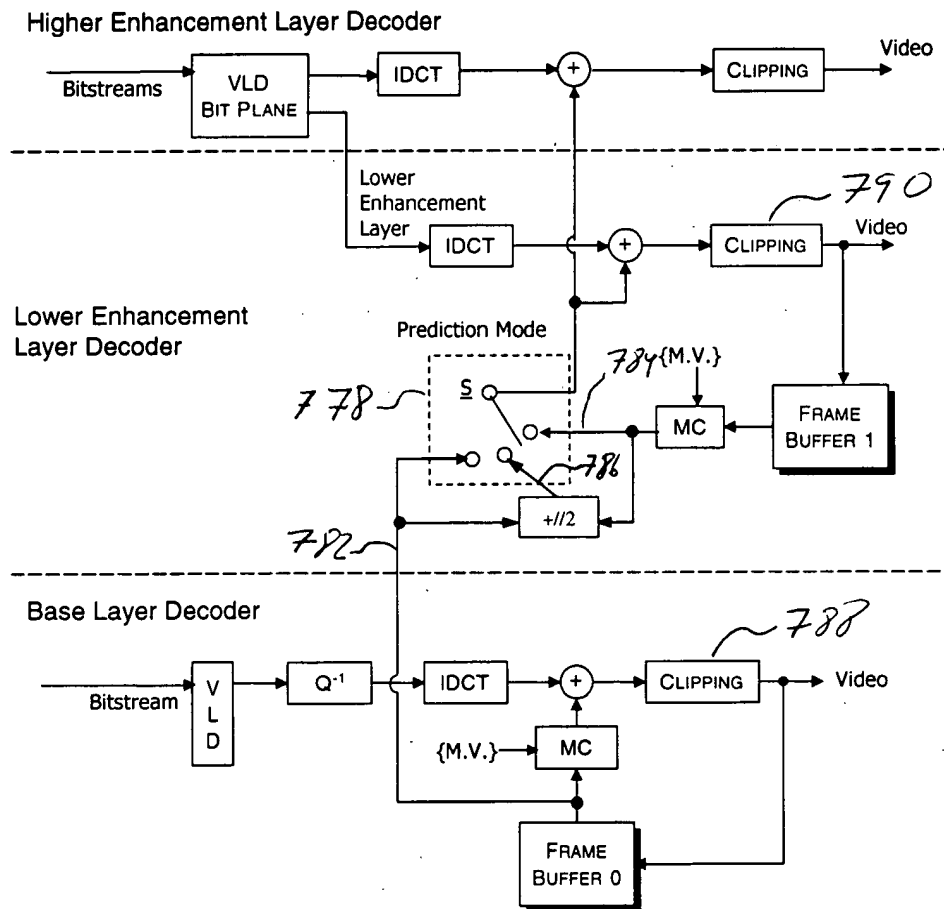 Higher Enhancement Layer Decoder
Bitstreams
VLD
BIT PLANE
IDCT
+
CLIPPING
Video
Lower
Enhancement
Layer
IDCT
+
790
CLIPPING
Video
Lower Enhancement
Layer Decoder
Prediction Mode
778
S
784
{M.V.}
MC
FRAME
BUFFER 1
786
+//2
782
Base Layer Decoder
788
Bitstream
V
L
D
Q-1
IDCT
+
CLIPPING
Video
{M.V.}
MC
FRAME
BUFFER 0